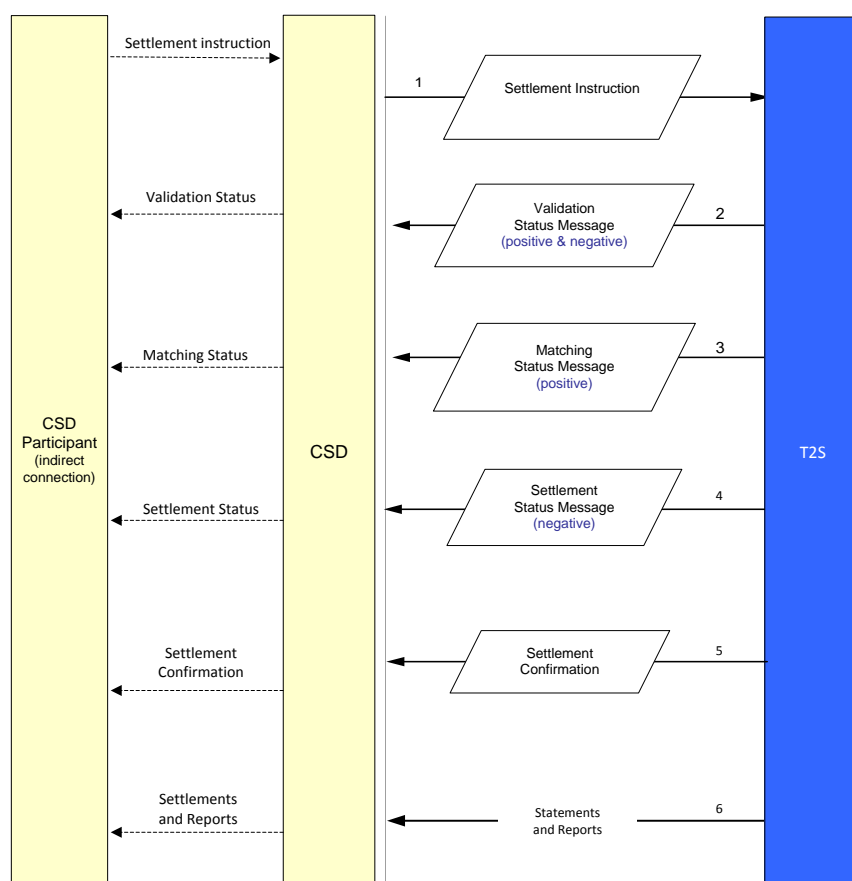 Settlement instruction
1
Settlement Instruction
Validation Status
Validation
Status Message
(positive & negative)
2
Matching Status
Matching
Status Message
(positive)
3
CSD
Participant
(indirect
connection)
CSD
T2S
Settlement Status
Settlement
Status Message
(negative)
4
Settlement
Confirmation
Settlement
Confirmation
5
Settlements
and Reports
Statements
and Reports
6